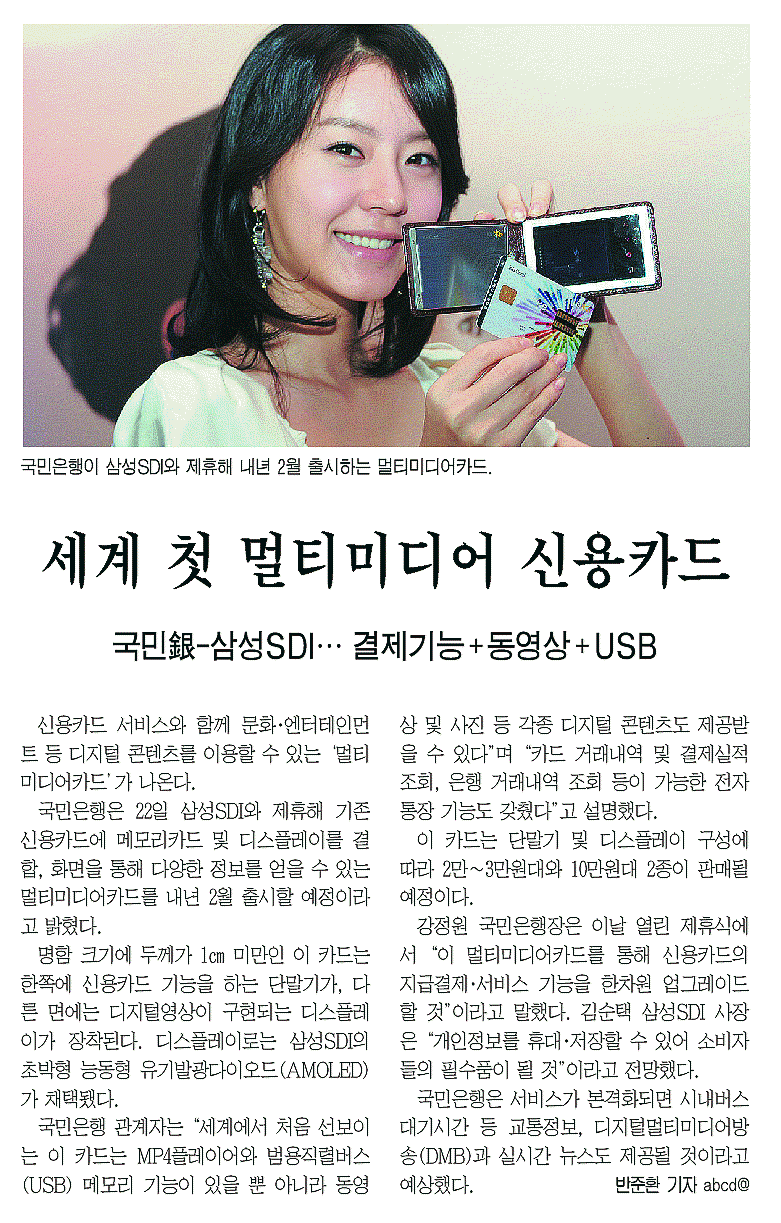 국민은행이 삼성SDI와 제휴해 내년 2월 출시하는 멀티미디어카드.
세계 첫 멀티미디어 신용카드
국민銀-삼성SDI… 결제기능+동영상+USB
신용카드 서비스와 함께 문화·엔터테인먼
트 등 디지털 콘텐츠를 이용할 수 있는 '멀티
미디어카드'가 나온다.
국민은행은 22일 삼성SDI와 제휴해 기존
신용카드에 메모리카드 및 디스플레이를 결
합, 화면을 통해 다양한 정보를 얻을 수 있는
멀티미디어카드를 내년 2월 출시할 예정이라
고 밝혔다.
명함 크기에 두께가 1㎝ 미만인 이 카드는
한쪽에 신용카드 기능을 하는 단말기가, 다
른 면에는 디지털영상이 구현되는 디스플레
이가 장착된다. 디스플레이로는 삼성SDI의
초박형 능동형 유기발광다이오드(AMOLED)
가 채택됐다.
국민은행 관계자는 "세계에서 처음 선보이
는 이 카드는 MP4플레이어와 범용직렬버스
(USB) 메모리 기능이 있을 뿐 아니라 동영
상 및 사진 등 각종 디지털 콘텐츠도 제공받
을 수 있다"며 "카드 거래내역 및 결제실적
조회, 은행 거래내역 조회 등이 가능한 전자
통장 기능도 갖췄다"고 설명했다.
이 카드는 단말기 및 디스플레이 구성에
따라 2만~3만원대와 10만원대 2종이 판매될
예정이다.
강정원 국민은행장은 이날 열린 제휴식에
서 "이 멀티미디어카드를 통해 신용카드의
지급결제·서비스 기능을 한차원 업그레이드
할 것"이라고 말했다. 김순택 삼성SDI 사장
은 "개인정보를 휴대·저장할 수 있어 소비자
들의 필수품이 될 것"이라고 전망했다.
국민은행은 서비스가 본격화되면 시내버스
대기시간 등 교통정보, 디지털멀티미디어방
송(DMB)과 실시간 뉴스도 제공될 것이라고
예상했다. 반준환 기자 abcd@